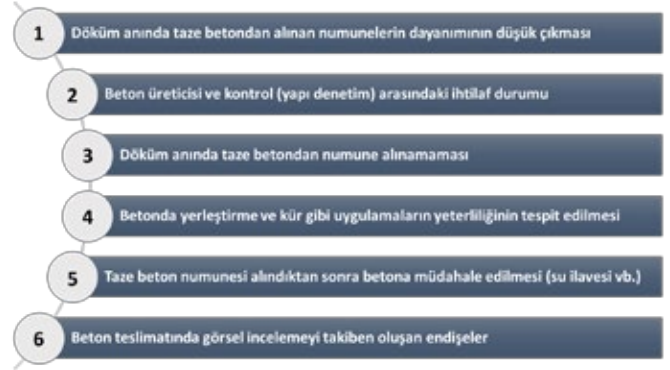 1 Döküm anında taze betondan alınan numunelerin dayanımının düşük çıkması
2 Beton üreticisi ve kontrol (yapı denetim) arasındaki ihtilaf durumu
3 Döküm anında taze betondan numune alınamaması
4 Betonda yerleştirme ve kür gibi uygulamaların yeterliliğinin tespit edilmesi
5 Taze beton numunesi alındıktan sonra betona müdahale edilmesi (su ilavesi vb.)
6 Beton teslimatında görsel incelemeyi takiben oluşan endişeler